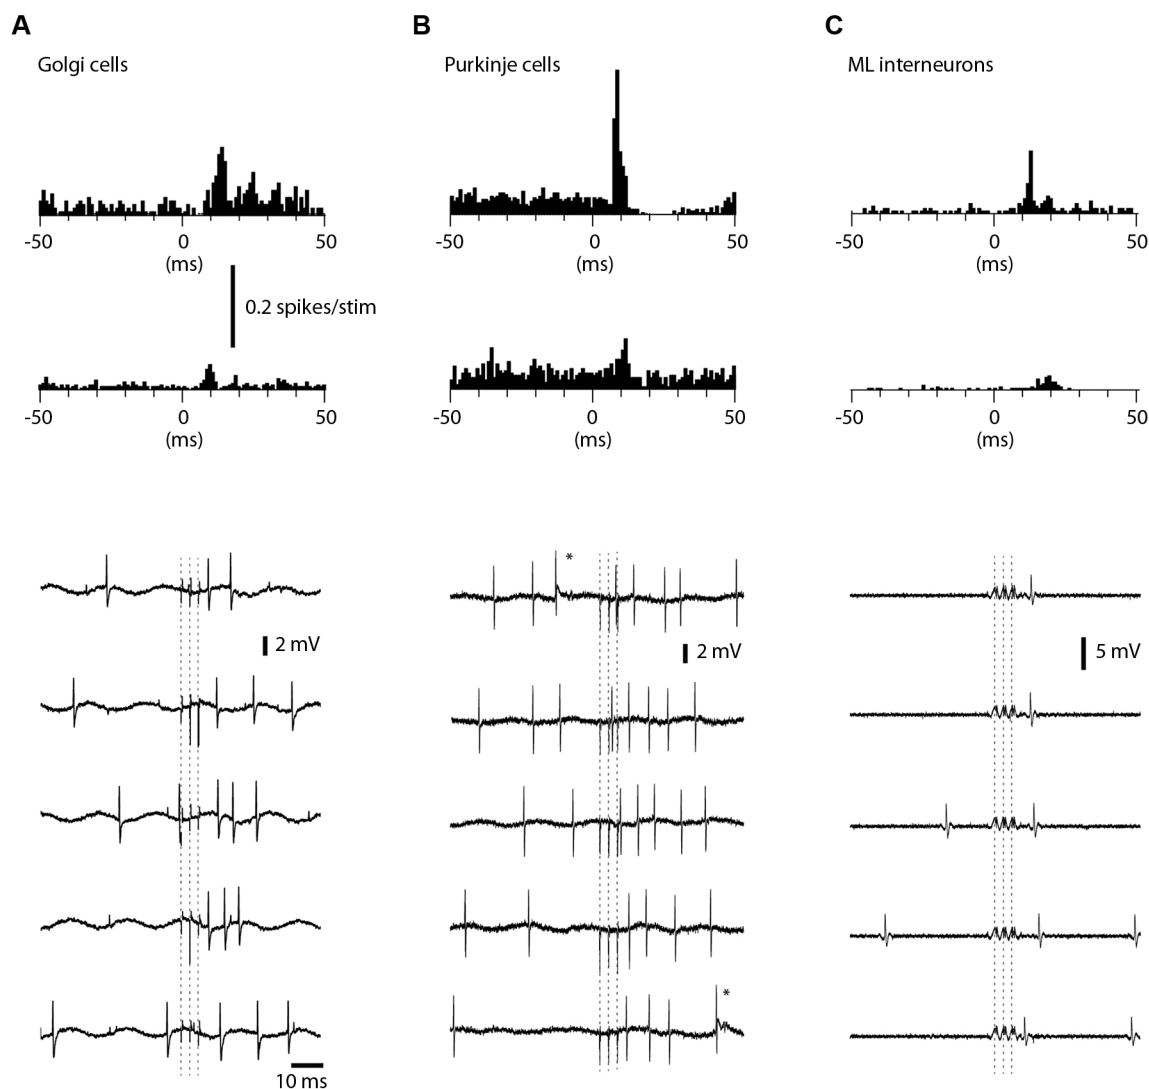 A B C
Golgi cells Purkinje cells ML interneurons
-50 0 50 -50 0 50 -50 0 50
(ms) (ms) (ms)
0.2 spikes/stim
-50 0 50 -50 0 50 -50 0 50
(ms) (ms) (ms)
*
2 mV 2 mV 5 mV
*
10 ms